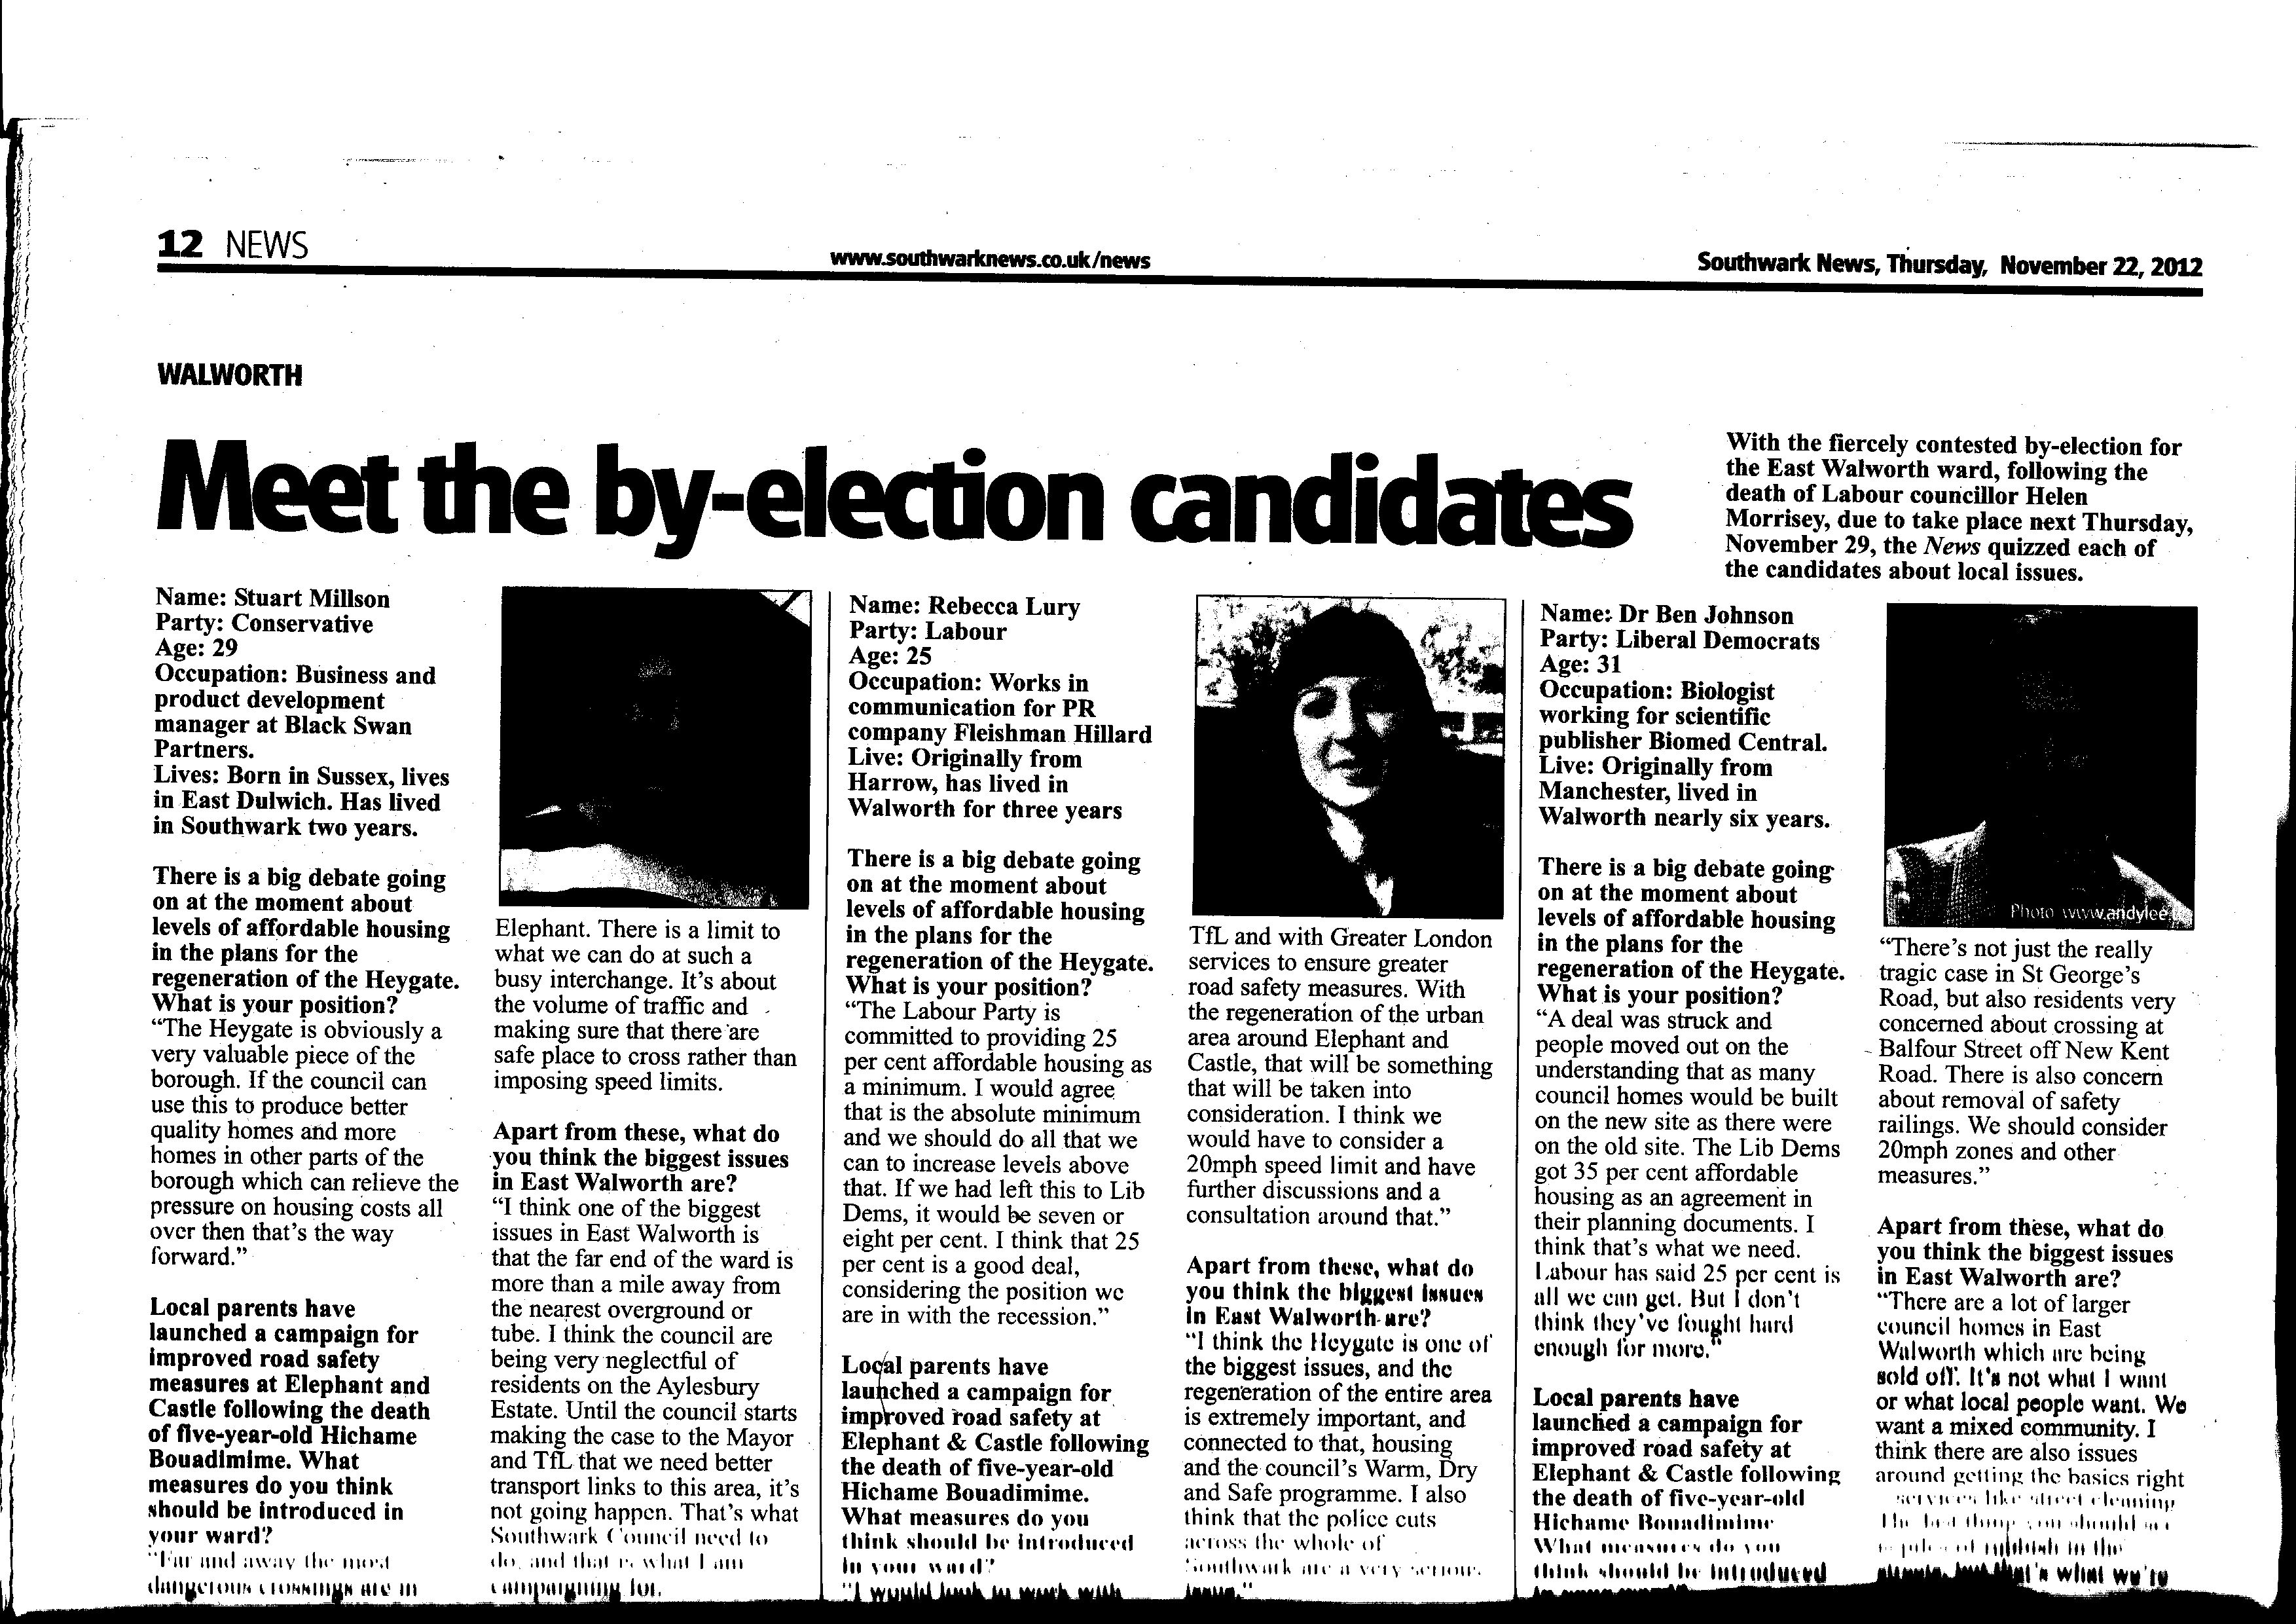 12 NEWS
www.southwarknews.co.uk/news
Southwark News, Thursday, November 22, 2012
WALWORTH
Meet the by-election candidates
With the fiercely contested by-election for
the East Walworth ward, following the
death of Labour councillor Helen
Morrisey, due to take place next Thursday,
November 29, the News quizzed each of
the candidates about local issues.
Name: Stuart Millson
Party: Conservative
Age: 29
Occupation: Business and
product development
manager at Black Swan
Partners.
Lives: Born in Sussex, lives
in East Dulwich. Has lived
in Southwark two years.
There is a big debate going
on at the moment about
levels of affordable housing
in the plans for the
regeneration of the Heygate.
What is your position?
“The Heygate is obviously a
very valuable piece of the
borough. If the council can
use this to produce better
quality homes and more
homes in other parts of the
borough which can relieve the
pressure on housing costs all
over then that’s the way
forward.”
Local parents have
launched a campaign for
improved road safety
measures at Elephant and
Castle following the death
of five-year-old Hichame
Bouadimime. What
measures do you think
should be introduced in
your ward?
“Far and away the most
dangerous crossings are in
Elephant. There is a limit to
what we can do at such a
busy interchange. It’s about
the volume of traffic and
making sure that there are
safe place to cross rather than
imposing speed limits.
Apart from these, what do
you think the biggest issues
in East Walworth are?
“I think one of the biggest
issues in East Walworth is
that the far end of the ward is
more than a mile away from
the nearest overground or
tube. I think the council are
being very neglectful of
residents on the Aylesbury
Estate. Until the council starts
making the case to the Mayor
and TfL that we need better
transport links to this area, it’s
not going happen. That’s what
Southwark Council need to
do, and that is what I am
campaigning for.
Name: Rebecca Lury
Party: Labour
Age: 25
Occupation: Works in
communication for PR
company Fleishman Hillard
Live: Originally from
Harrow, has lived in
Walworth for three years
There is a big debate going
on at the moment about
levels of affordable housing
in the plans for the
regeneration of the Heygate.
What is your position?
“The Labour Party is
committed to providing 25
per cent affordable housing as
a minimum. I would agree
that is the absolute minimum
and we should do all that we
can to increase levels above
that. If we had left this to Lib
Dems, it would be seven or
eight per cent. I think that 25
per cent is a good deal,
considering the position we
are in with the recession.”
Local parents have
launched a campaign for
improved road safety at
Elephant & Castle following
the death of five-year-old
Hichame Bouadimime.
What measures do you
think should be introduced
in your ward?
“I would look to work with
TfL and with Greater London
services to ensure greater
road safety measures. With
the regeneration of the urban
area around Elephant and
Castle, that will be something
that will be taken into
consideration. I think we
would have to consider a
20mph speed limit and have
further discussions and a
consultation around that.”
Apart from these, what do
you think the biggest issues
in East Walworth are?
“I think the Heygate is one of
the biggest issues, and the
regeneration of the entire area
is extremely important, and
connected to that, housing
and the council’s Warm, Dry
and Safe programme. I also
think that the police cuts
across the whole of
Southwark are a very serious
issue.”
Name: Dr Ben Johnson
Party: Liberal Democrats
Age: 31
Occupation: Biologist
working for scientific
publisher Biomed Central.
Live: Originally from
Manchester, lived in
Walworth nearly six years.
There is a big debate going
on at the moment about
levels of affordable housing
in the plans for the
regeneration of the Heygate.
What is your position?
“A deal was struck and
people moved out on the
understanding that as many
council homes would be built
on the new site as there were
on the old site. The Lib Dems
got 35 per cent affordable
housing as an agreement in
their planning documents. I
think that’s what we need.
Labour has said 25 per cent is
all we can get. But I don’t
think they’ve fought hard
enough for more.”
Local parents have
launched a campaign for
improved road safety at
Elephant & Castle following
the death of five-year-old
Hichame Bouadimime
What measures do you
think should be introduced
Photo www.andylee
“There’s not just the really
tragic case in St George’s
Road, but also residents very
concerned about crossing at
Balfour Street off New Kent
Road. There is also concern
about removal of safety
railings. We should consider
20mph zones and other
measures.”
Apart from these, what do
you think the biggest issues
in East Walworth are?
“There are a lot of larger
council homes in East
Walworth which are being
sold off. It’s not what I want
or what local people want. We
want a mixed community. I
think there are also issues
around getting the basics right
services like street cleaning
The last thing you should see
is piles of rubbish in the
but that’s what we’re